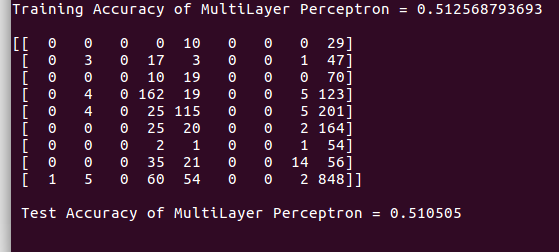 Training Accuracy of MultiLayer Perceptron = 0.512568793693
[[  0   0   0   0  10   0   0   0  29]
 [  0   3   0  17   3   0   0   1  47]
 [  0   0   0  10  19   0   0   0  70]
 [  0   4   0 162  19   0   0   5 123]
 [  0   4   0  25 115   0   0   5 201]
 [  0   0   0  25  20   0   0   2 164]
 [  0   0   0   2   1   0   0   1  54]
 [  0   0   0  35  21   0   0  14  56]
 [  1   5   0  60  54   0   0   2 848]]
Test Accuracy of MultiLayer Perceptron = 0.510505